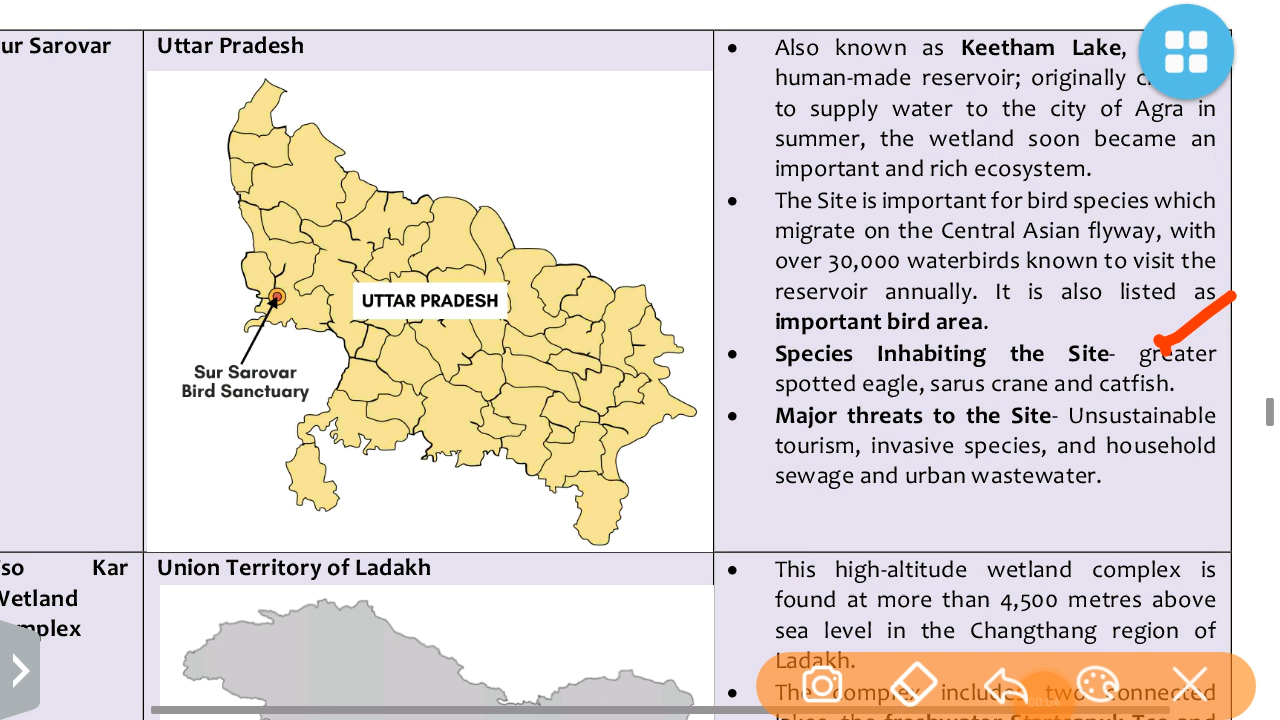 ur Sarovar
Uttar Pradesh
UTTAR PRADESH
Sur Sarovar
Bird Sanctuary
• Also known as Keetham Lake,
human-made reservoir; originally
to supply water to the city of Agra in
summer, the wetland soon became an
important and rich ecosystem.
• The Site is important for bird species which
migrate on the Central Asian flyway, with
over 30,000 waterbirds known to visit the
reservoir annually. It is also listed as
important bird area.
• Species Inhabiting the Site- greater
spotted eagle, sarus crane and catfish.
• Major threats to the Site- Unsustainable
tourism, invasive species, and household
sewage and urban wastewater.
so Kar
Wetland
mplex
Union Territory of Ladakh
• This high-altitude wetland complex is
found at more than 4,500 metres above
sea level in the Changthang region of
Ladakh.
• The complex includes two connected